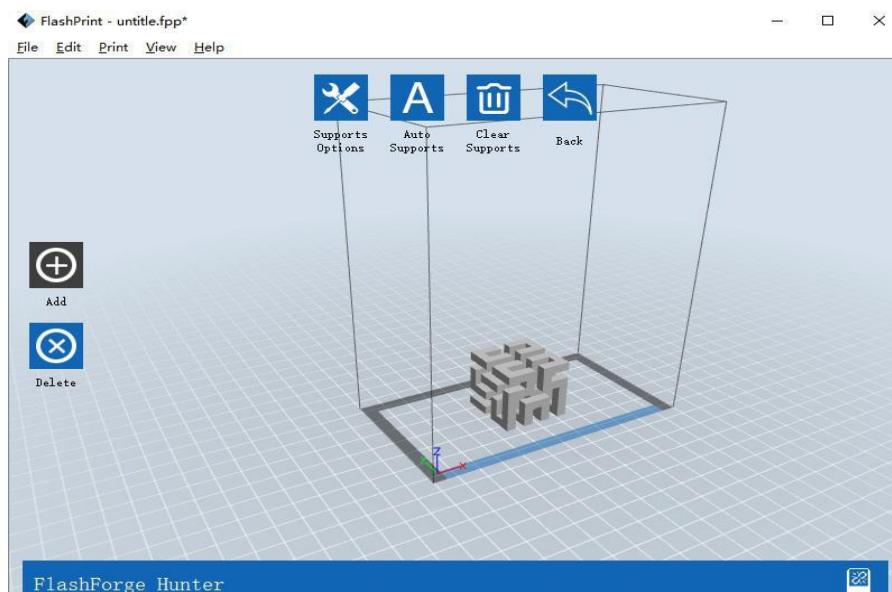 FlashPrint - untitle.fpp*
File Edit Print View Help
Supports Options
Auto Supports
Clear Supports
Back
Add
Delete
Z
X
FlashForge Hunter